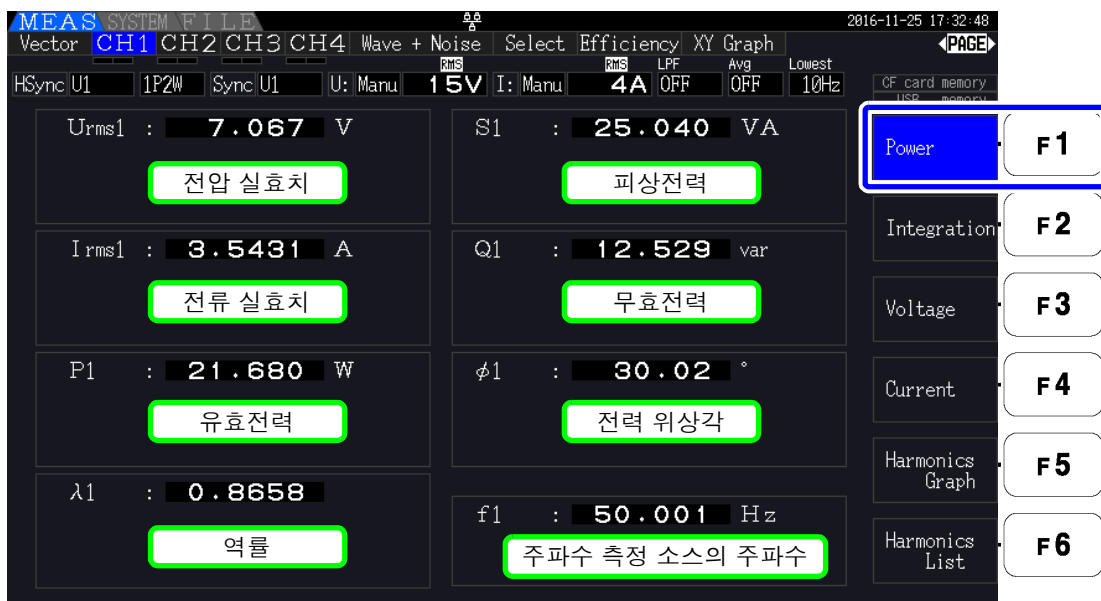 MEAS SYSTEM FILE 2016-11-25 17:32:48
Vector CH1 CH2 CH3 CH4 Wave + Noise Select Efficiency XY Graph PAGE
RMS RMS LPF Avg Lowest
HSync U1 1P2W Sync U1 U: Manu 15V I: Manu 4A OFF OFF 10Hz
CF card memory
USB memory
Urms1 : 7.067 V
전압 실효치
S1 : 25.040 VA
피상전력
Irms1 : 3.5431 A
전류 실효치
Q1 : 12.529 var
무효전력
P1 : 21.680 W
유효전력
ϕ1 : 30.02 °
전력 위상각
λ1 : 0.8658
역률
f1 : 50.001 Hz
주파수 측정 소스의 주파수
Power F1
Integration F2
Voltage F3
Current F4
Harmonics
Graph F5
Harmonics
List F6